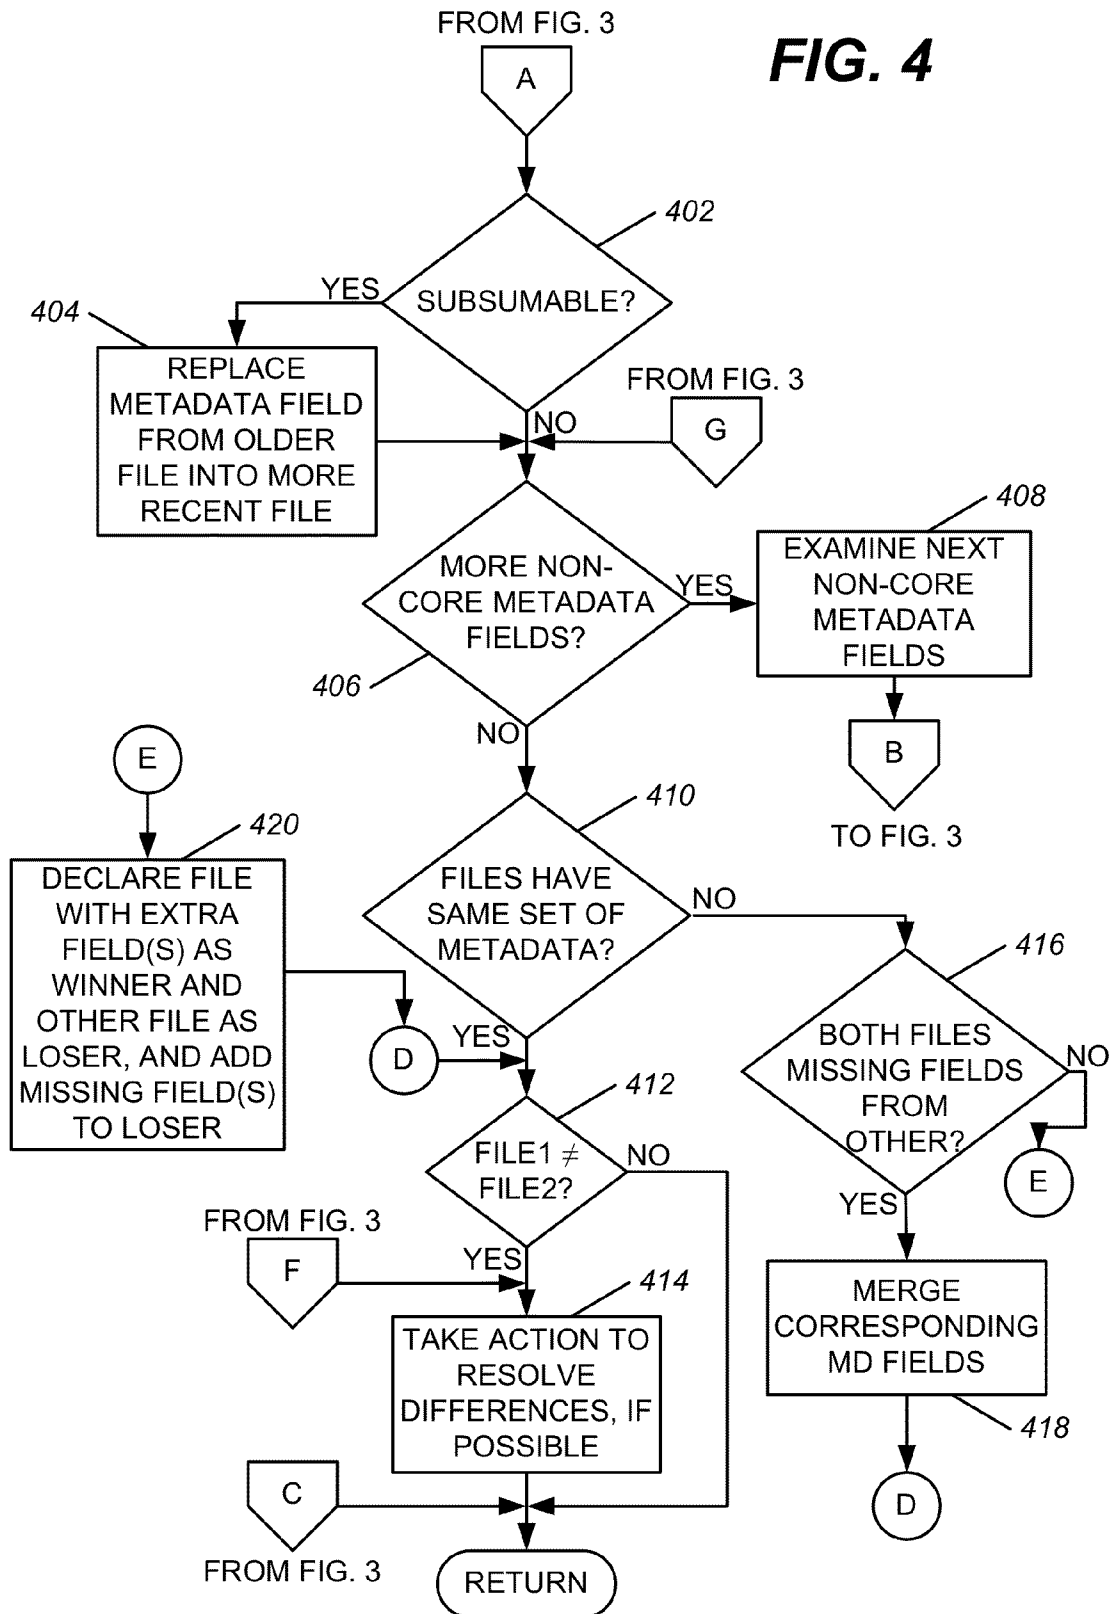 FROM FIG. 3
FIG. 4
A
402
SUBSUMABLE?
YES
404
REPLACE
METADATA FIELD
FROM OLDER
FILE INTO MORE
RECENT FILE
NO
FROM FIG. 3
G
408
MORE NON-
CORE METADATA
FIELDS?
YES
406
EXAMINE NEXT
NON-CORE
METADATA
FIELDS
NO
B
TO FIG. 3
E
420
DECLARE FILE
WITH EXTRA
FIELD(S) AS
WINNER AND
OTHER FILE AS
LOSER, AND ADD
MISSING FIELD(S)
TO LOSER
410
FILES HAVE
SAME SET OF
METADATA?
NO
YES
D
416
BOTH FILES
MISSING FIELDS
FROM
OTHER?
NO
E
YES
412
FILE1 ≠
FILE2?
NO
YES
FROM FIG. 3
F
414
TAKE ACTION TO
RESOLVE
DIFFERENCES, IF
POSSIBLE
MERGE
CORRESPONDING
MD FIELDS
418
D
C
FROM FIG. 3
RETURN